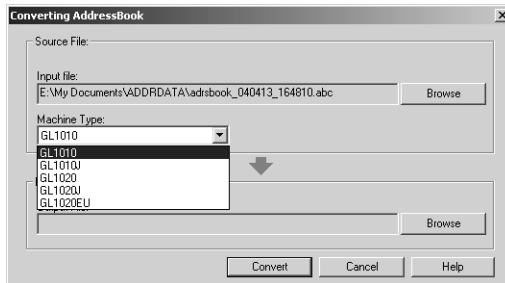 Converting AddressBook
Source File:
Input file:
E:\My Documents\ADDRDATA\adrsbook_040413_164810.abc
Browse
Machine Type:
GL1010
GL1010
GL1010J
GL1020
GL1020J
GL1020EU
Browse
Convert
Cancel
Help